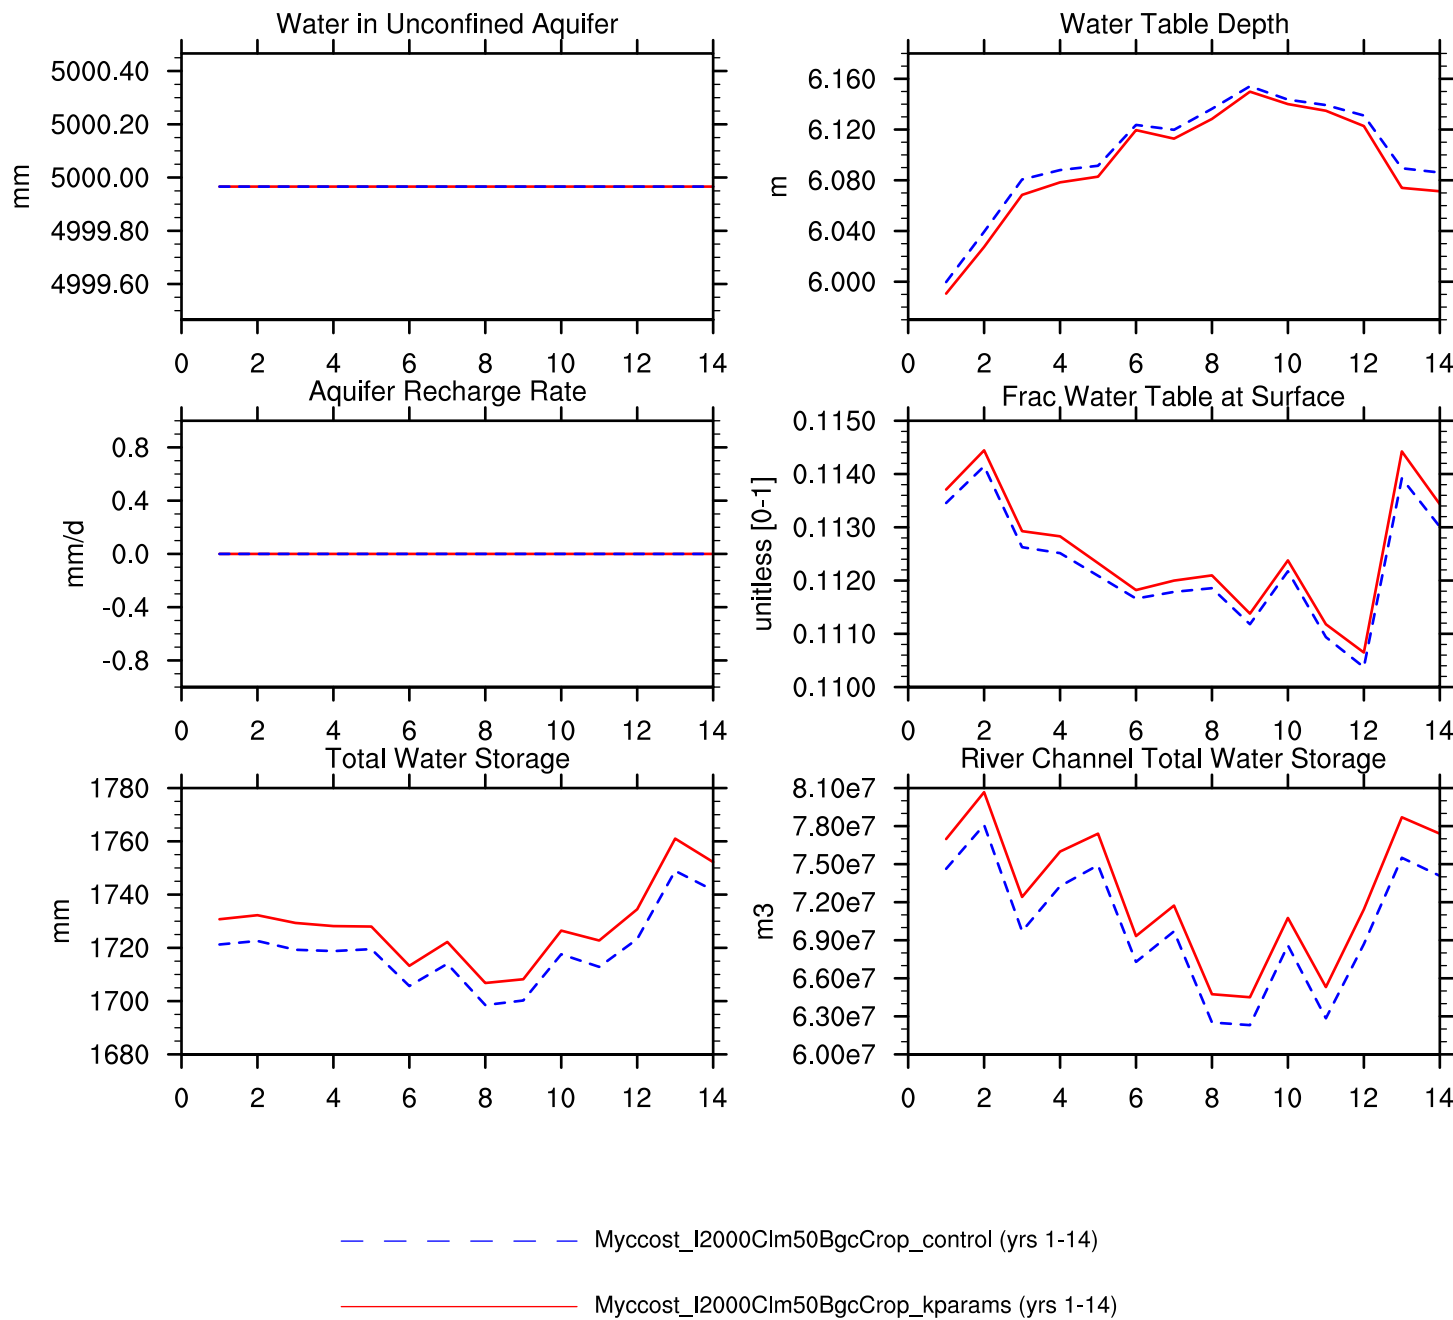 Water in Unconfined Aquifer
5000.40
5000.20
5000.00
4999.80
4999.60
mm
0 2 4 6 8 10 12 14
Water Table Depth
6.160
6.120
6.080
6.040
6.000
m
0 2 4 6 8 10 12 14
Aquifer Recharge Rate
0.8
0.4
0.0
-0.4
-0.8
mm/d
0 2 4 6 8 10 12 14
Frac Water Table at Surface
0.1150
0.1140
0.1130
0.1120
0.1110
0.1100
unitless [0-1]
0 2 4 6 8 10 12 14
Total Water Storage
1780
1760
1740
1720
1700
1680
mm
0 2 4 6 8 10 12 14
River Channel Total Water Storage
8.10e7
7.80e7
7.50e7
7.20e7
6.90e7
6.60e7
6.30e7
6.00e7
m3
0 2 4 6 8 10 12 14
Myccost_I2000Clm50BgcCrop_control (yrs 1-14)
Myccost_I2000Clm50BgcCrop_kparams (yrs 1-14)